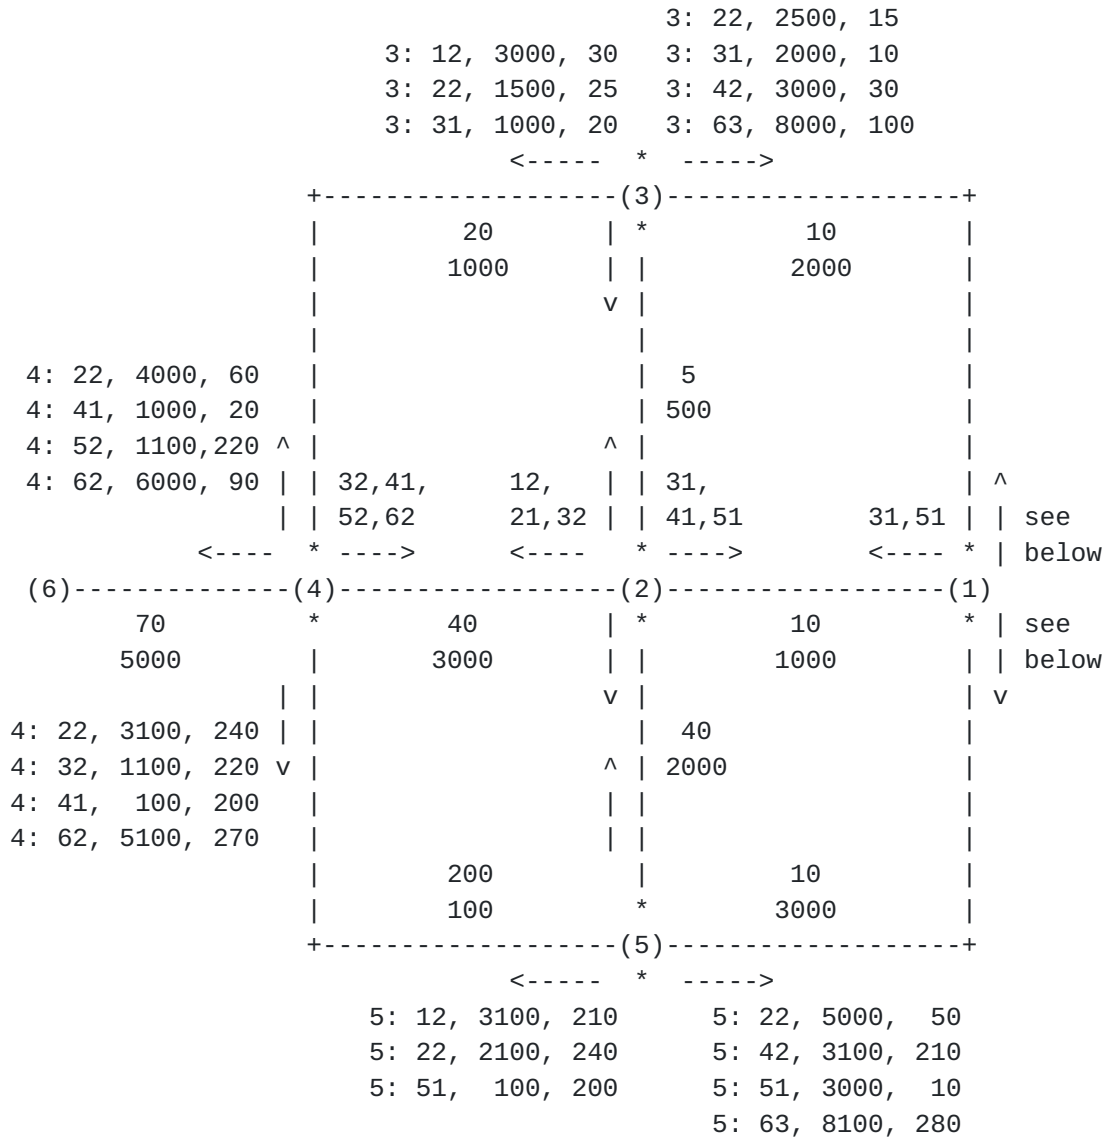 3: 22, 2500, 15
                        3: 12, 3000, 30   3: 31, 2000, 10
                        3: 22, 1500, 25   3: 42, 3000, 30
                        3: 31, 1000, 20   3: 63, 8000, 100
                                <-----  *  ----->
                   +-------------------(3)-------------------+
                   |         20       | *          10        |
                   |        1000      | |         2000       |
                   |                  v |                    |
                   |                    |                    |
 4: 22, 4000, 60   |                    |  5                 |
 4: 41, 1000, 20   |                    | 500                |
 4: 52, 1100,220 ^ |                  ^ |                    |
 4: 62, 6000, 90 | | 32,41,     12,   | | 31,                | ^
                 | | 52,62      21,32 | | 41,51        31,51 | | see
            <----  * ---->      <----   * ---->        <---- * | below
 (6)--------------(4)------------------(2)------------------(1)
        70         *        40        | *        10         * | see
       5000        |       3000       | |       1000        | | below
                 | |                  v |                    | v
4: 22, 3100, 240 | |                    |  40                |
4: 32, 1100, 220 v |                  ^ | 2000               |
4: 41,  100, 200   |                  | |                    |
4: 62, 5100, 270   |                  | |                    |
                   |        200         |         10         |
                   |        100         *        3000        |
                   +-------------------(5)-------------------+
                                <-----  *  ----->
                       5: 12, 3100, 210      5: 22, 5000,  50
                       5: 22, 2100, 240      5: 42, 3100, 210
                       5: 51,  100, 200      5: 51, 3000,  10
                                             5: 63, 8100, 280